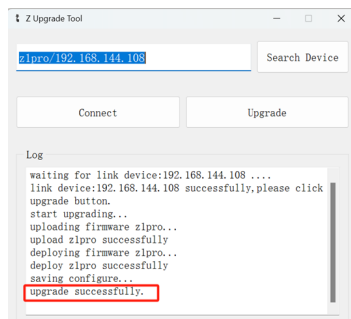 Z Upgrade Tool
zlpro/192.168.144.108
Search Device
Connect
Upgrade
Log
waiting for link device:192.168.144.108 ....
link device:192.168.144.108 successfully,please click
upgrade button.
start upgrading...
uploading firmware zlpro...
upload zlpro successfully
deploying firmware zlpro...
deploy zlpro successfully
saving configure...
upgrade successfully.